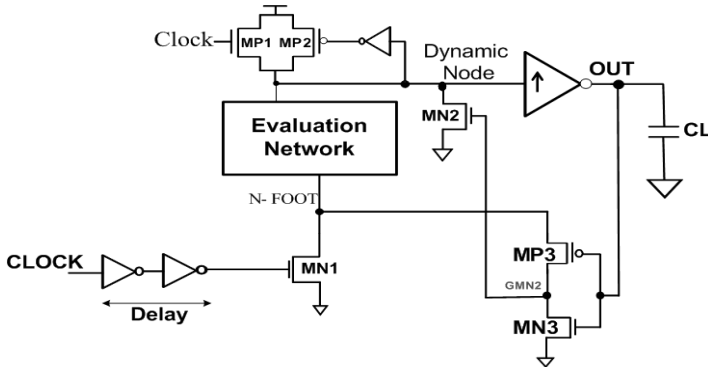 Clock
MP1
MP2
Dynamic
Node
OUT
MN2
CL
Evaluation
Network
N- FOOT
MP3
CLOCK
MN1
GMN2
MN3
Delay